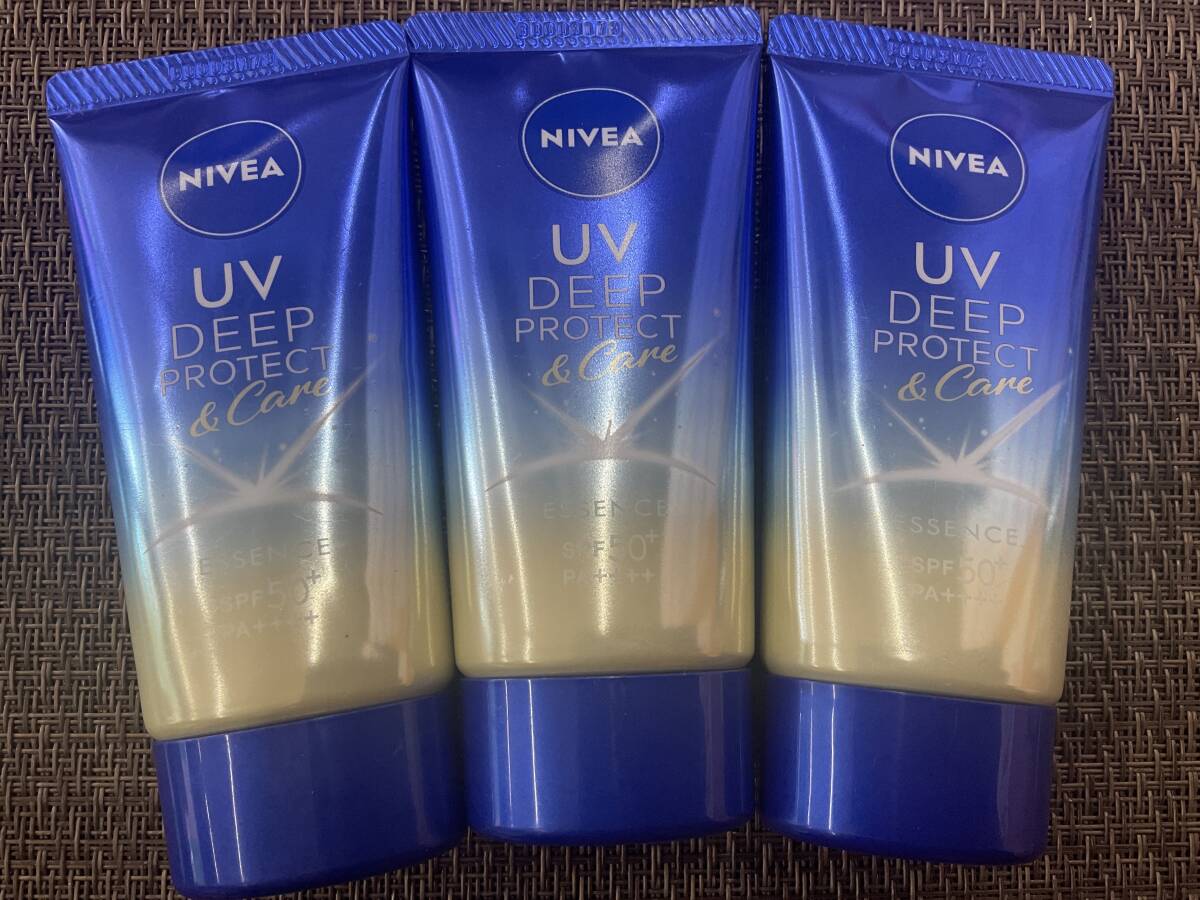 NIVEA
UV
DEEP
PROTECT
& Care
ESSENCE
SPF50+
PA++++
NIVEA
UV
DEEP
PROTECT
& Care
ESSENCE
SPF50+
PA++++
NIVEA
UV
DEEP
PROTECT
& Care
ESSENCE
SPF50+
PA++++